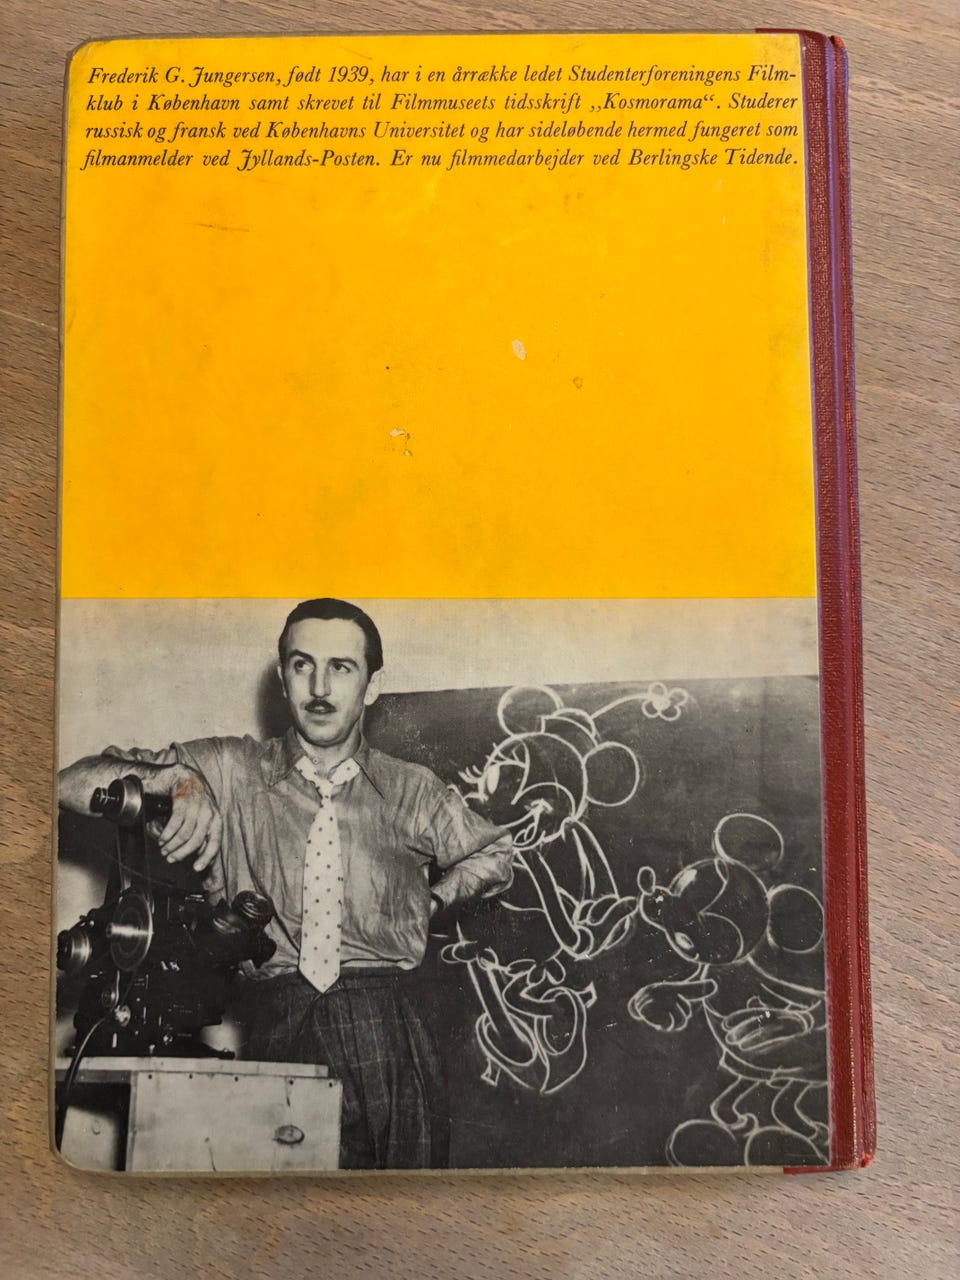 Frederik G. Jungersen, født 1939, har i en årrække ledet Studenterforeningens Film-
klub i København samt skrevet til Filmmuseets tidsskrift „Kosmorama“. Studerer
russisk og fransk ved Københavns Universitet og har sideløbende hermed fungeret som
filmanmelder ved Jyllands-Posten. Er nu filmmedarbejder ved Berlingske Tidende.